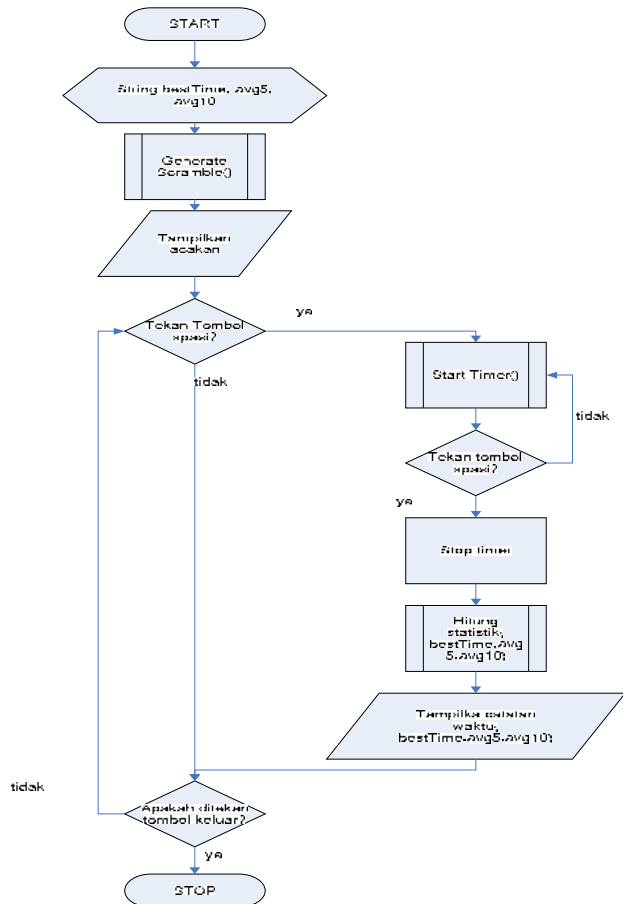 START
String bestTime, avg5,
avg10
Generate
Scramble()
Tampilkan
acakan
Tekan Tombol
spasi?
ya
tidak
Start Timer()
tidak
Tekan tombol
spasi?
ya
Stop timer
Hitung
statistik,
bestTime,avg
5,avg10;
Tampilka catatan
waktu,
bestTime,avg5,avg10;
tidak
Apakah ditekan
tombol keluar?
ya
STOP